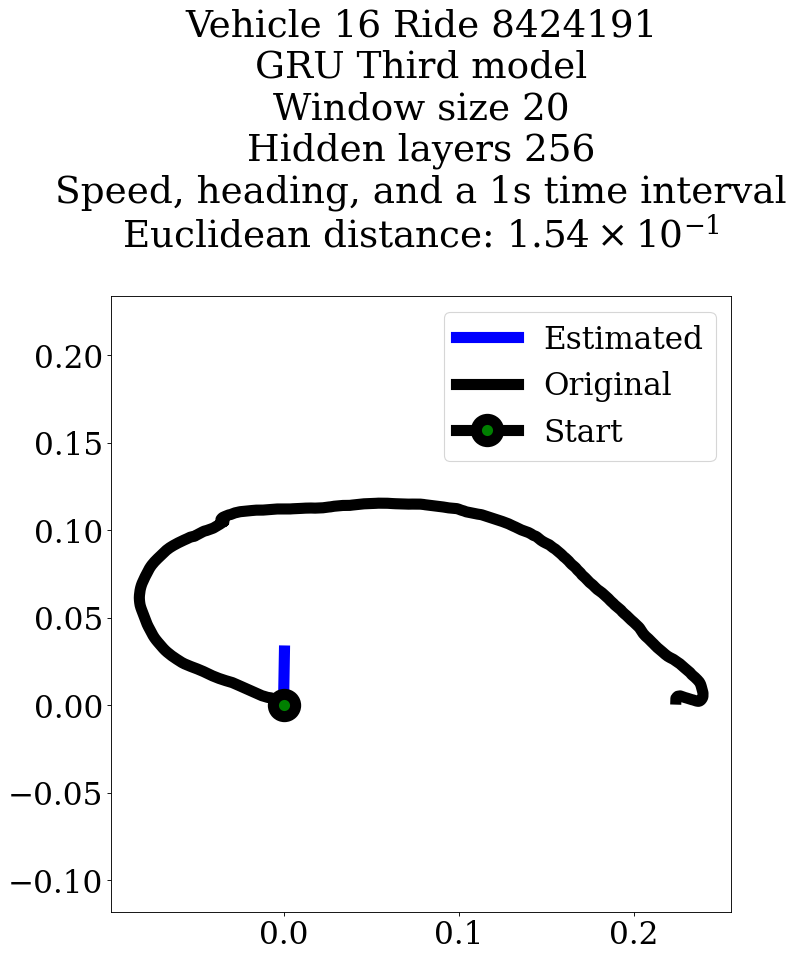 Vehicle 16 Ride 8424191
GRU Third model
Window size 20
Hidden layers 256
Speed, heading, and a 1s time interval
Euclidean distance: 1.54 × 10⁻¹
Estimated
Original
Start
0.20
0.15
0.10
0.05
0.00
−0.05
−0.10
0.0 0.1 0.2